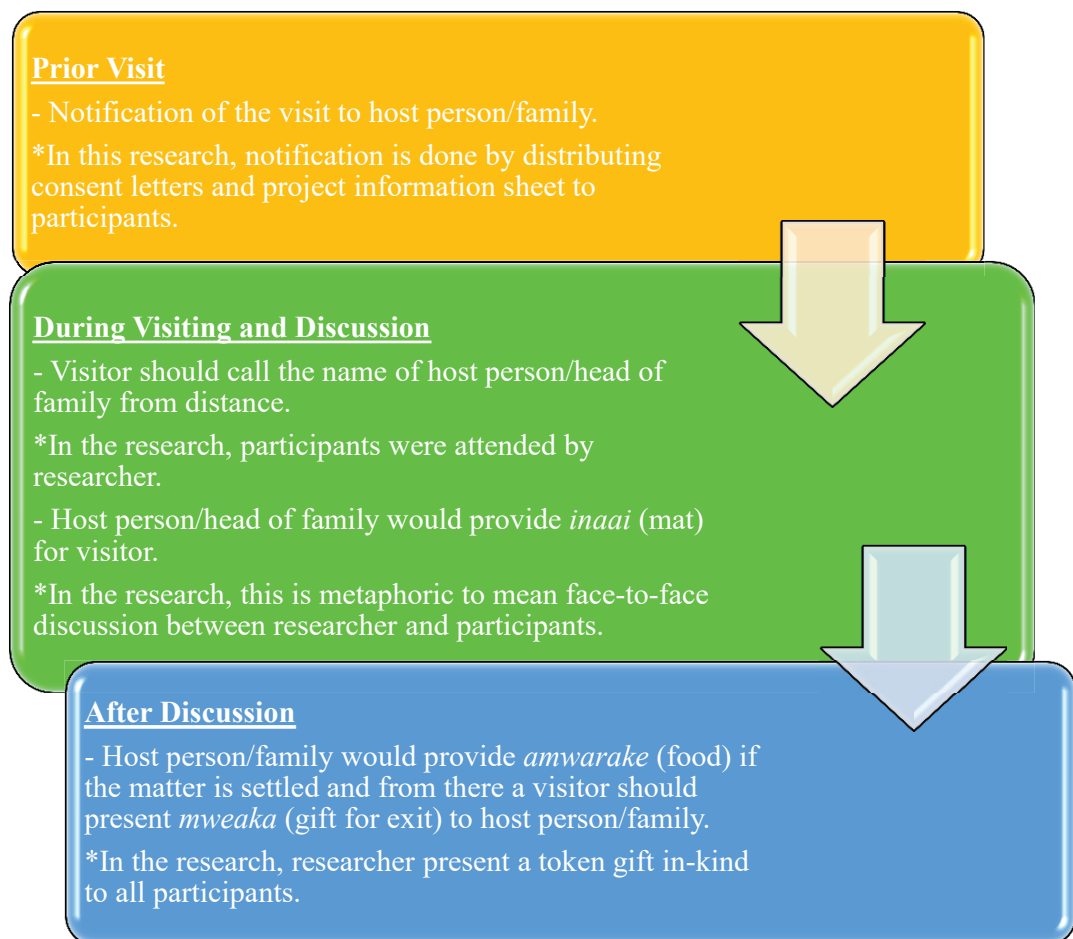 Prior Visit
- Notification of the visit to host person/family.
*In this research, notification is done by distributing
consent letters and project information sheet to
participants.
During Visiting and Discussion
- Visitor should call the name of host person/head of
family from distance.
*In the research, participants were attended by
researcher.
- Host person/head of family would provide inaai (mat)
for visitor.
*In the research, this is metaphoric to mean face-to-face
discussion between researcher and participants.
After Discussion
- Host person/family would provide amwarake (food) if
the matter is settled and from there a visitor should
present mweaka (gift for exit) to host person/family.
*In the research, researcher present a token gift in-kind
to all participants.